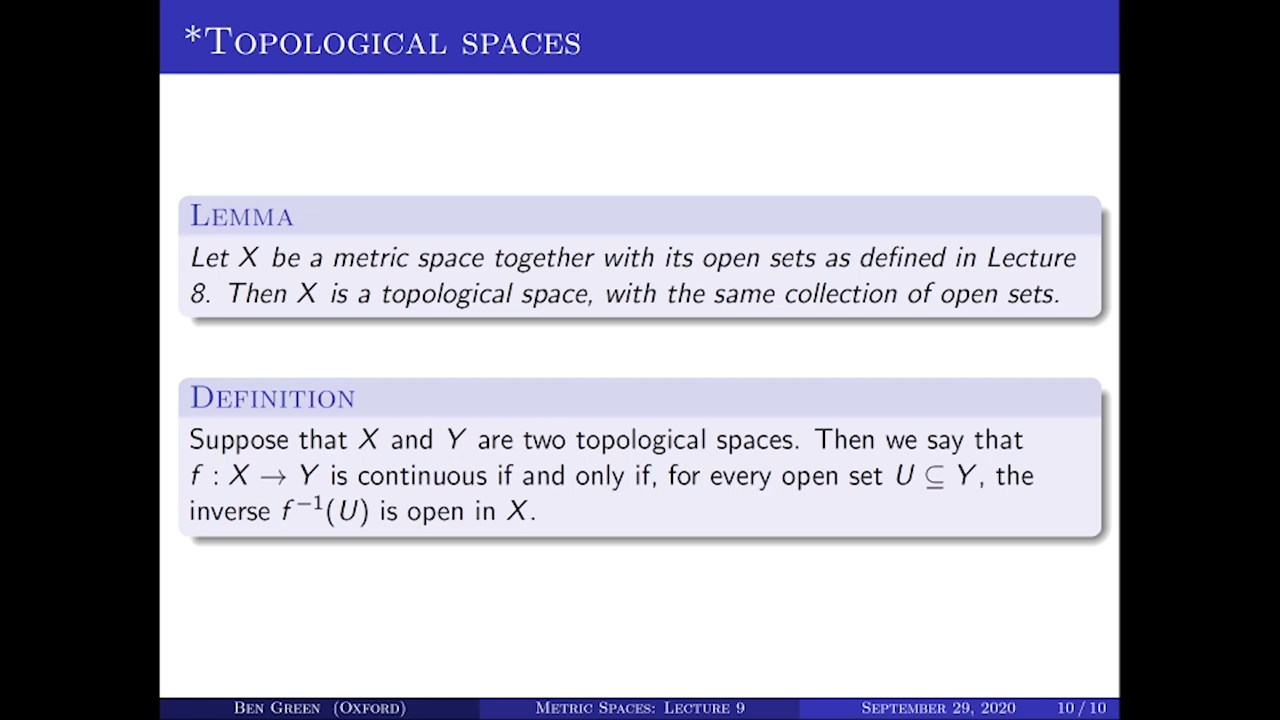 *Topological spaces
Lemma
Let X be a metric space together with its open sets as defined in Lecture
8. Then X is a topological space, with the same collection of open sets.
Definition
Suppose that X and Y are two topological spaces. Then we say that
f : X → Y is continuous if and only if, for every open set U ⊆ Y, the
inverse f⁻¹(U) is open in X.
Ben Green (Oxford) Metric Spaces: Lecture 9 September 29, 2020 10 / 10